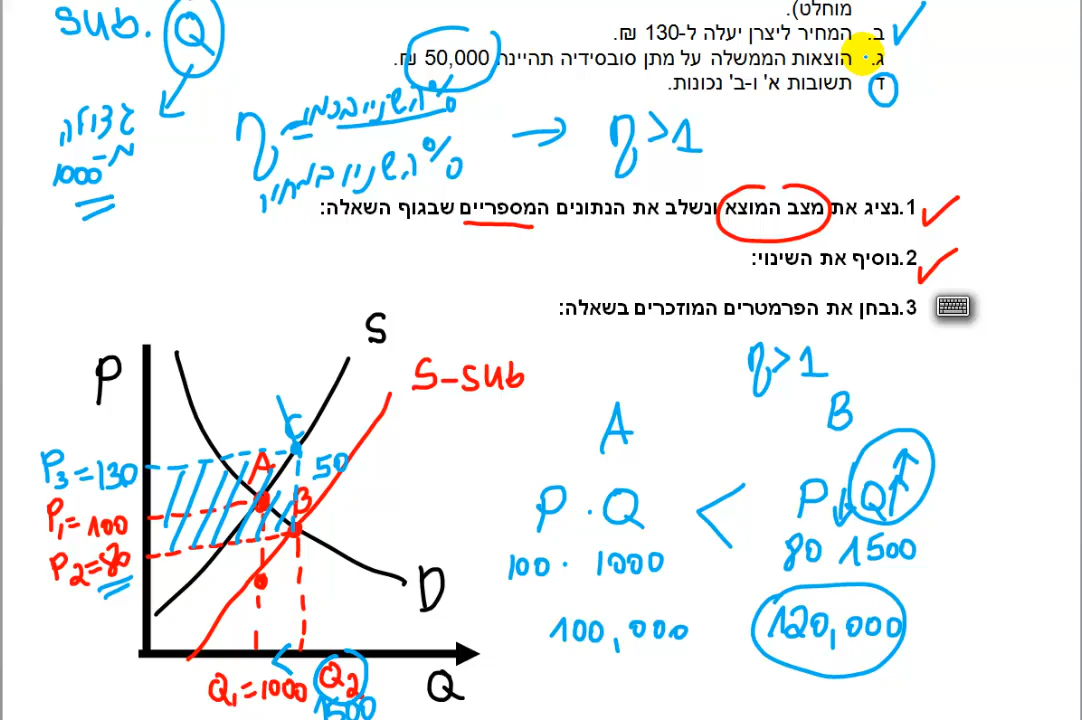 מוחלט).
ב. המחיר ליצרן יעלה ל-130 ₪.
ג. הוצאות הממשלה על מתן סובסידיה תהיינה 50,000 ₪.
ד תשובות א' ו-ב' נכונות.
sub. Q
גדולה
מ-1000
η = % השינוי בכמות
% השינוי במחיר
→ η > 1
1.נציג את מצב המוצא ונשלב את הנתונים המספריים שבגוף השאלה:
2.נוסיף את השינוי:
3.נבחן את הפרמטרים המוזכרים בשאלה:
η > 1
P
S
S-sub
A
B
C
50
A
B
P₃ = 130
P₁ = 100
P₂ = 80
P · Q < P↓ Q↑
100 · 1000
80 1500
100,000
120,000
D
Q₁ = 1000
Q₂
1500
Q